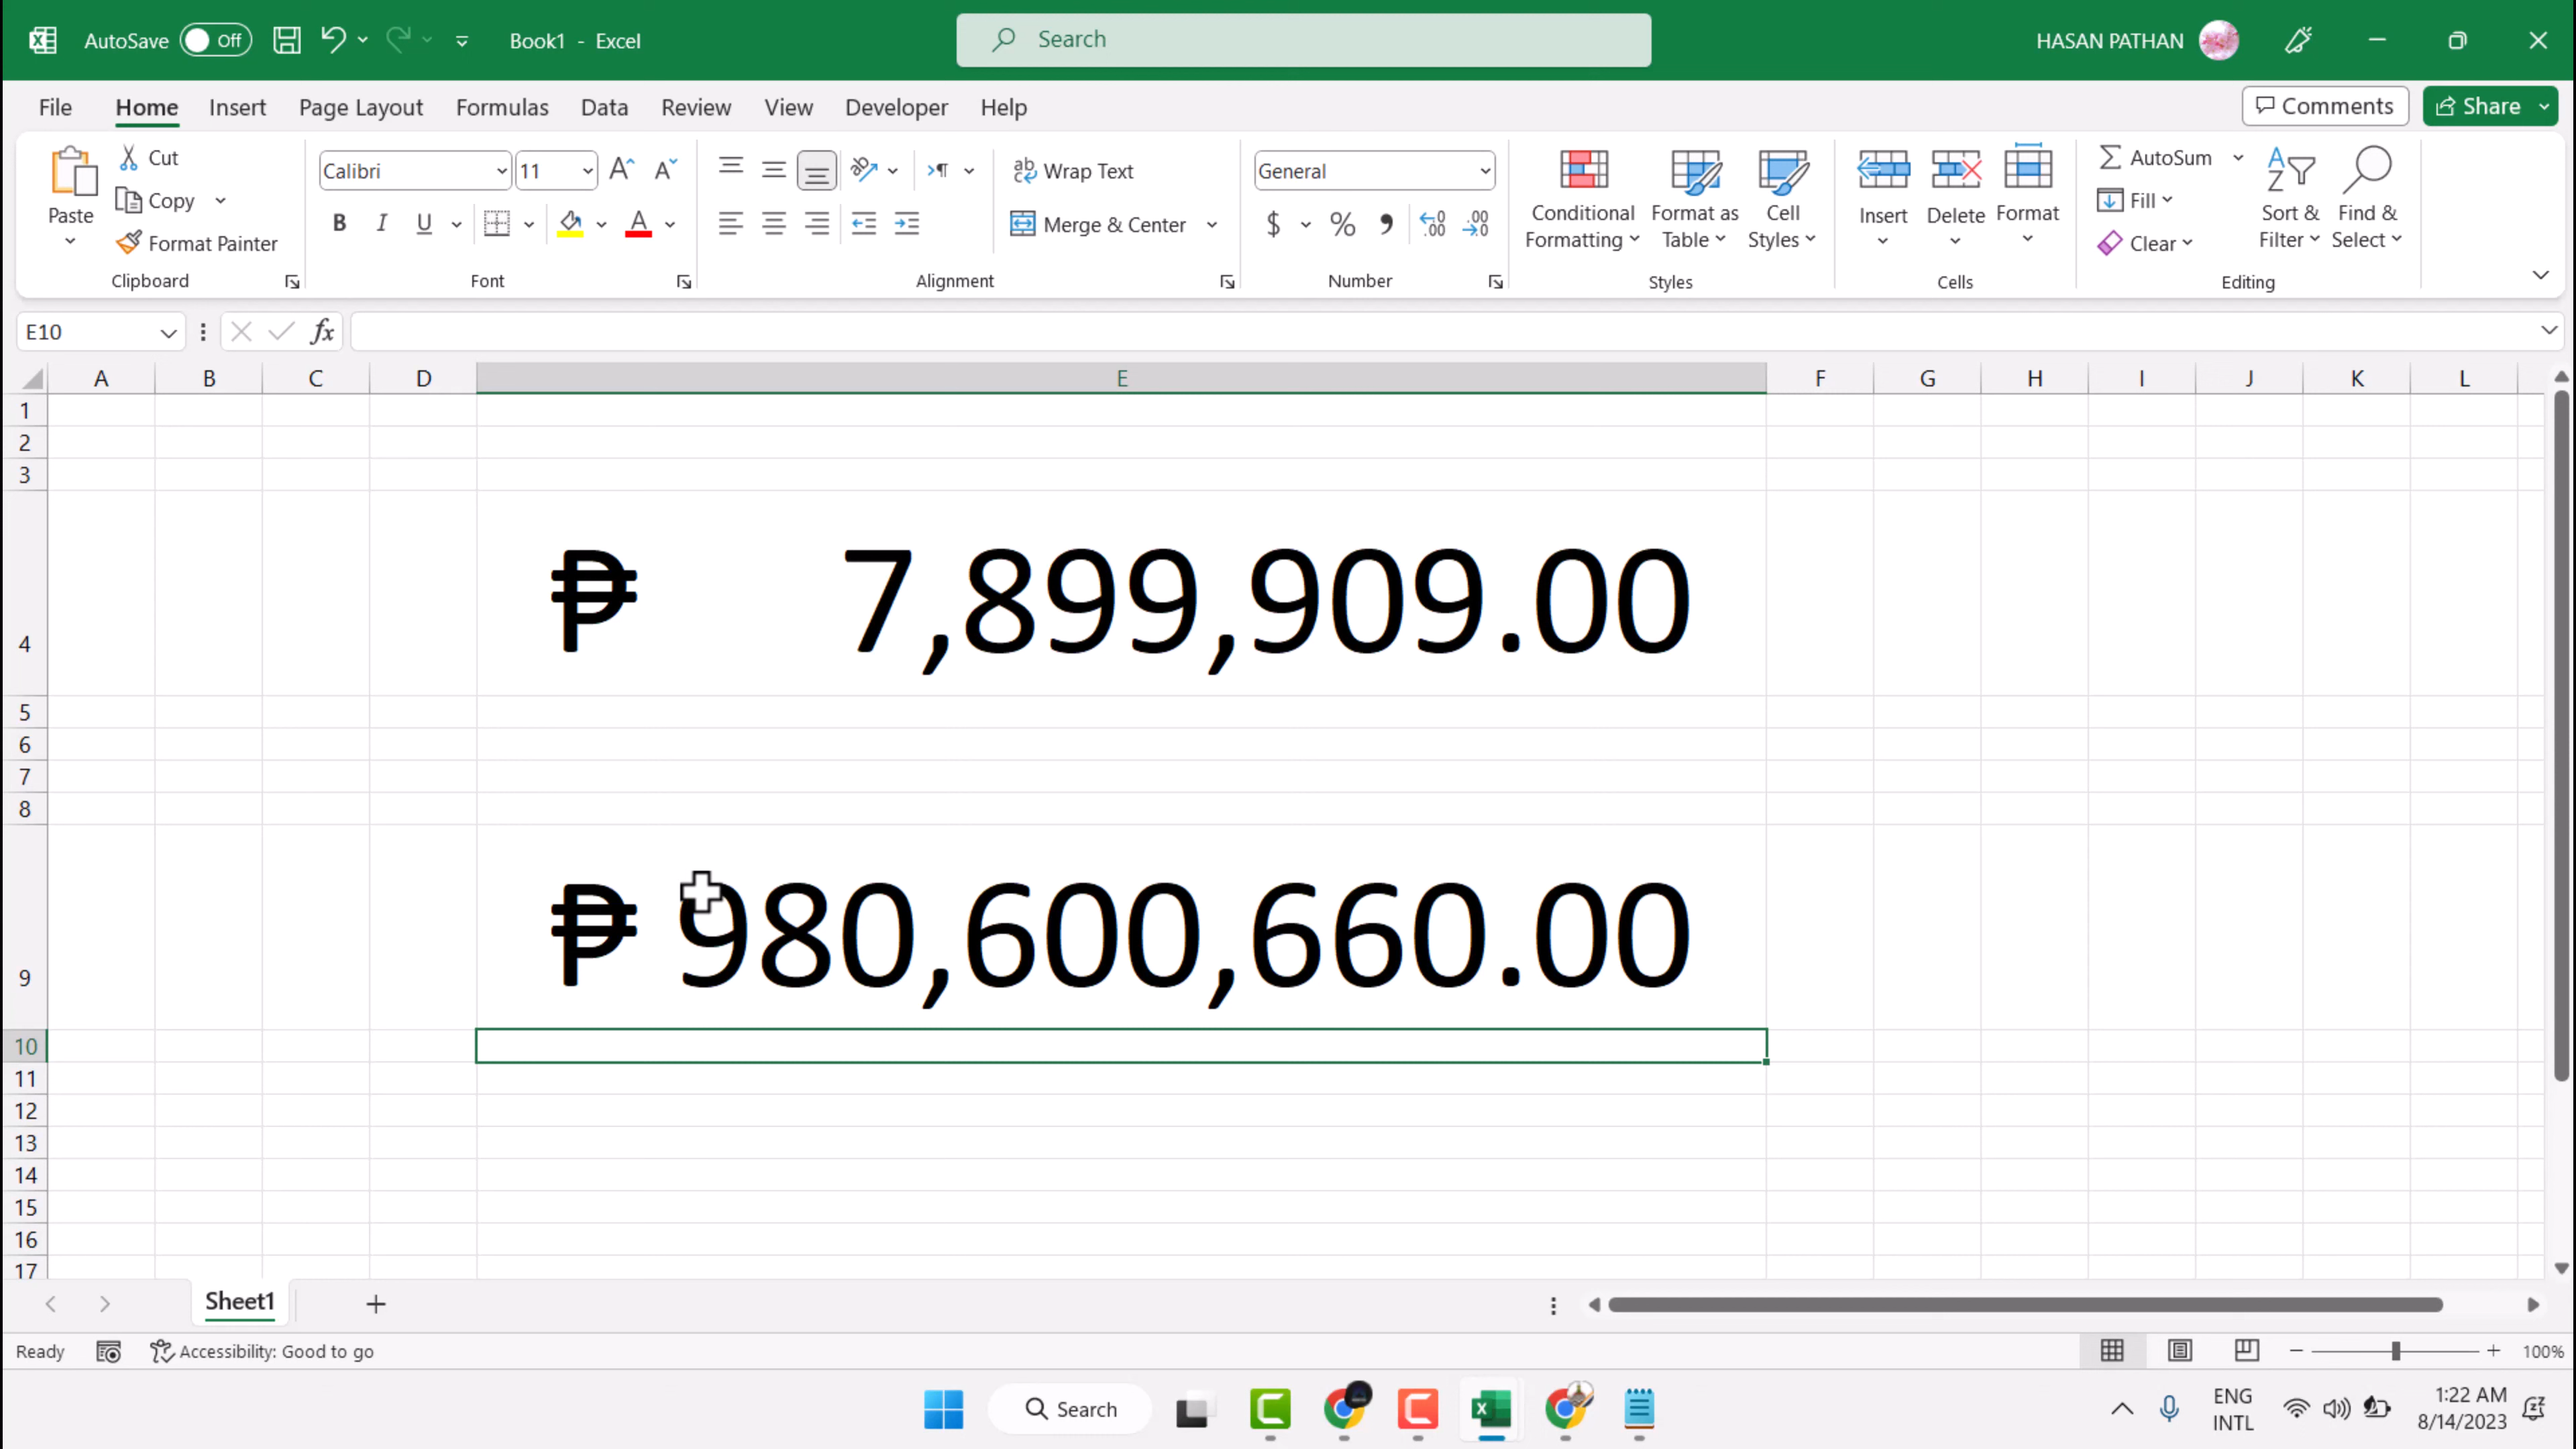 AutoSave Off Book1 - Excel Search HASAN PATHAN
File Home Insert Page Layout Formulas Data Review View Developer Help Comments Share
Paste Cut Copy Format Painter Clipboard
Calibri 11 B I U A Font
Wrap Text Merge & Center Alignment
General $ % , Number
Conditional Formatting Format as Table Cell Styles Styles
Insert Delete Format Cells
AutoSum Fill Clear Sort & Filter Find & Select Editing
E10 fx
A B C D E F G H I J K L
1
2
3
4 ₱ 7,899,909.00
5
6
7
8
9 ₱ 980,600,660.00
10
11
12
13
14
15
16
17
Sheet1
Ready Accessibility: Good to go 100%
Search ENG INTL 1:22 AM 8/14/2023